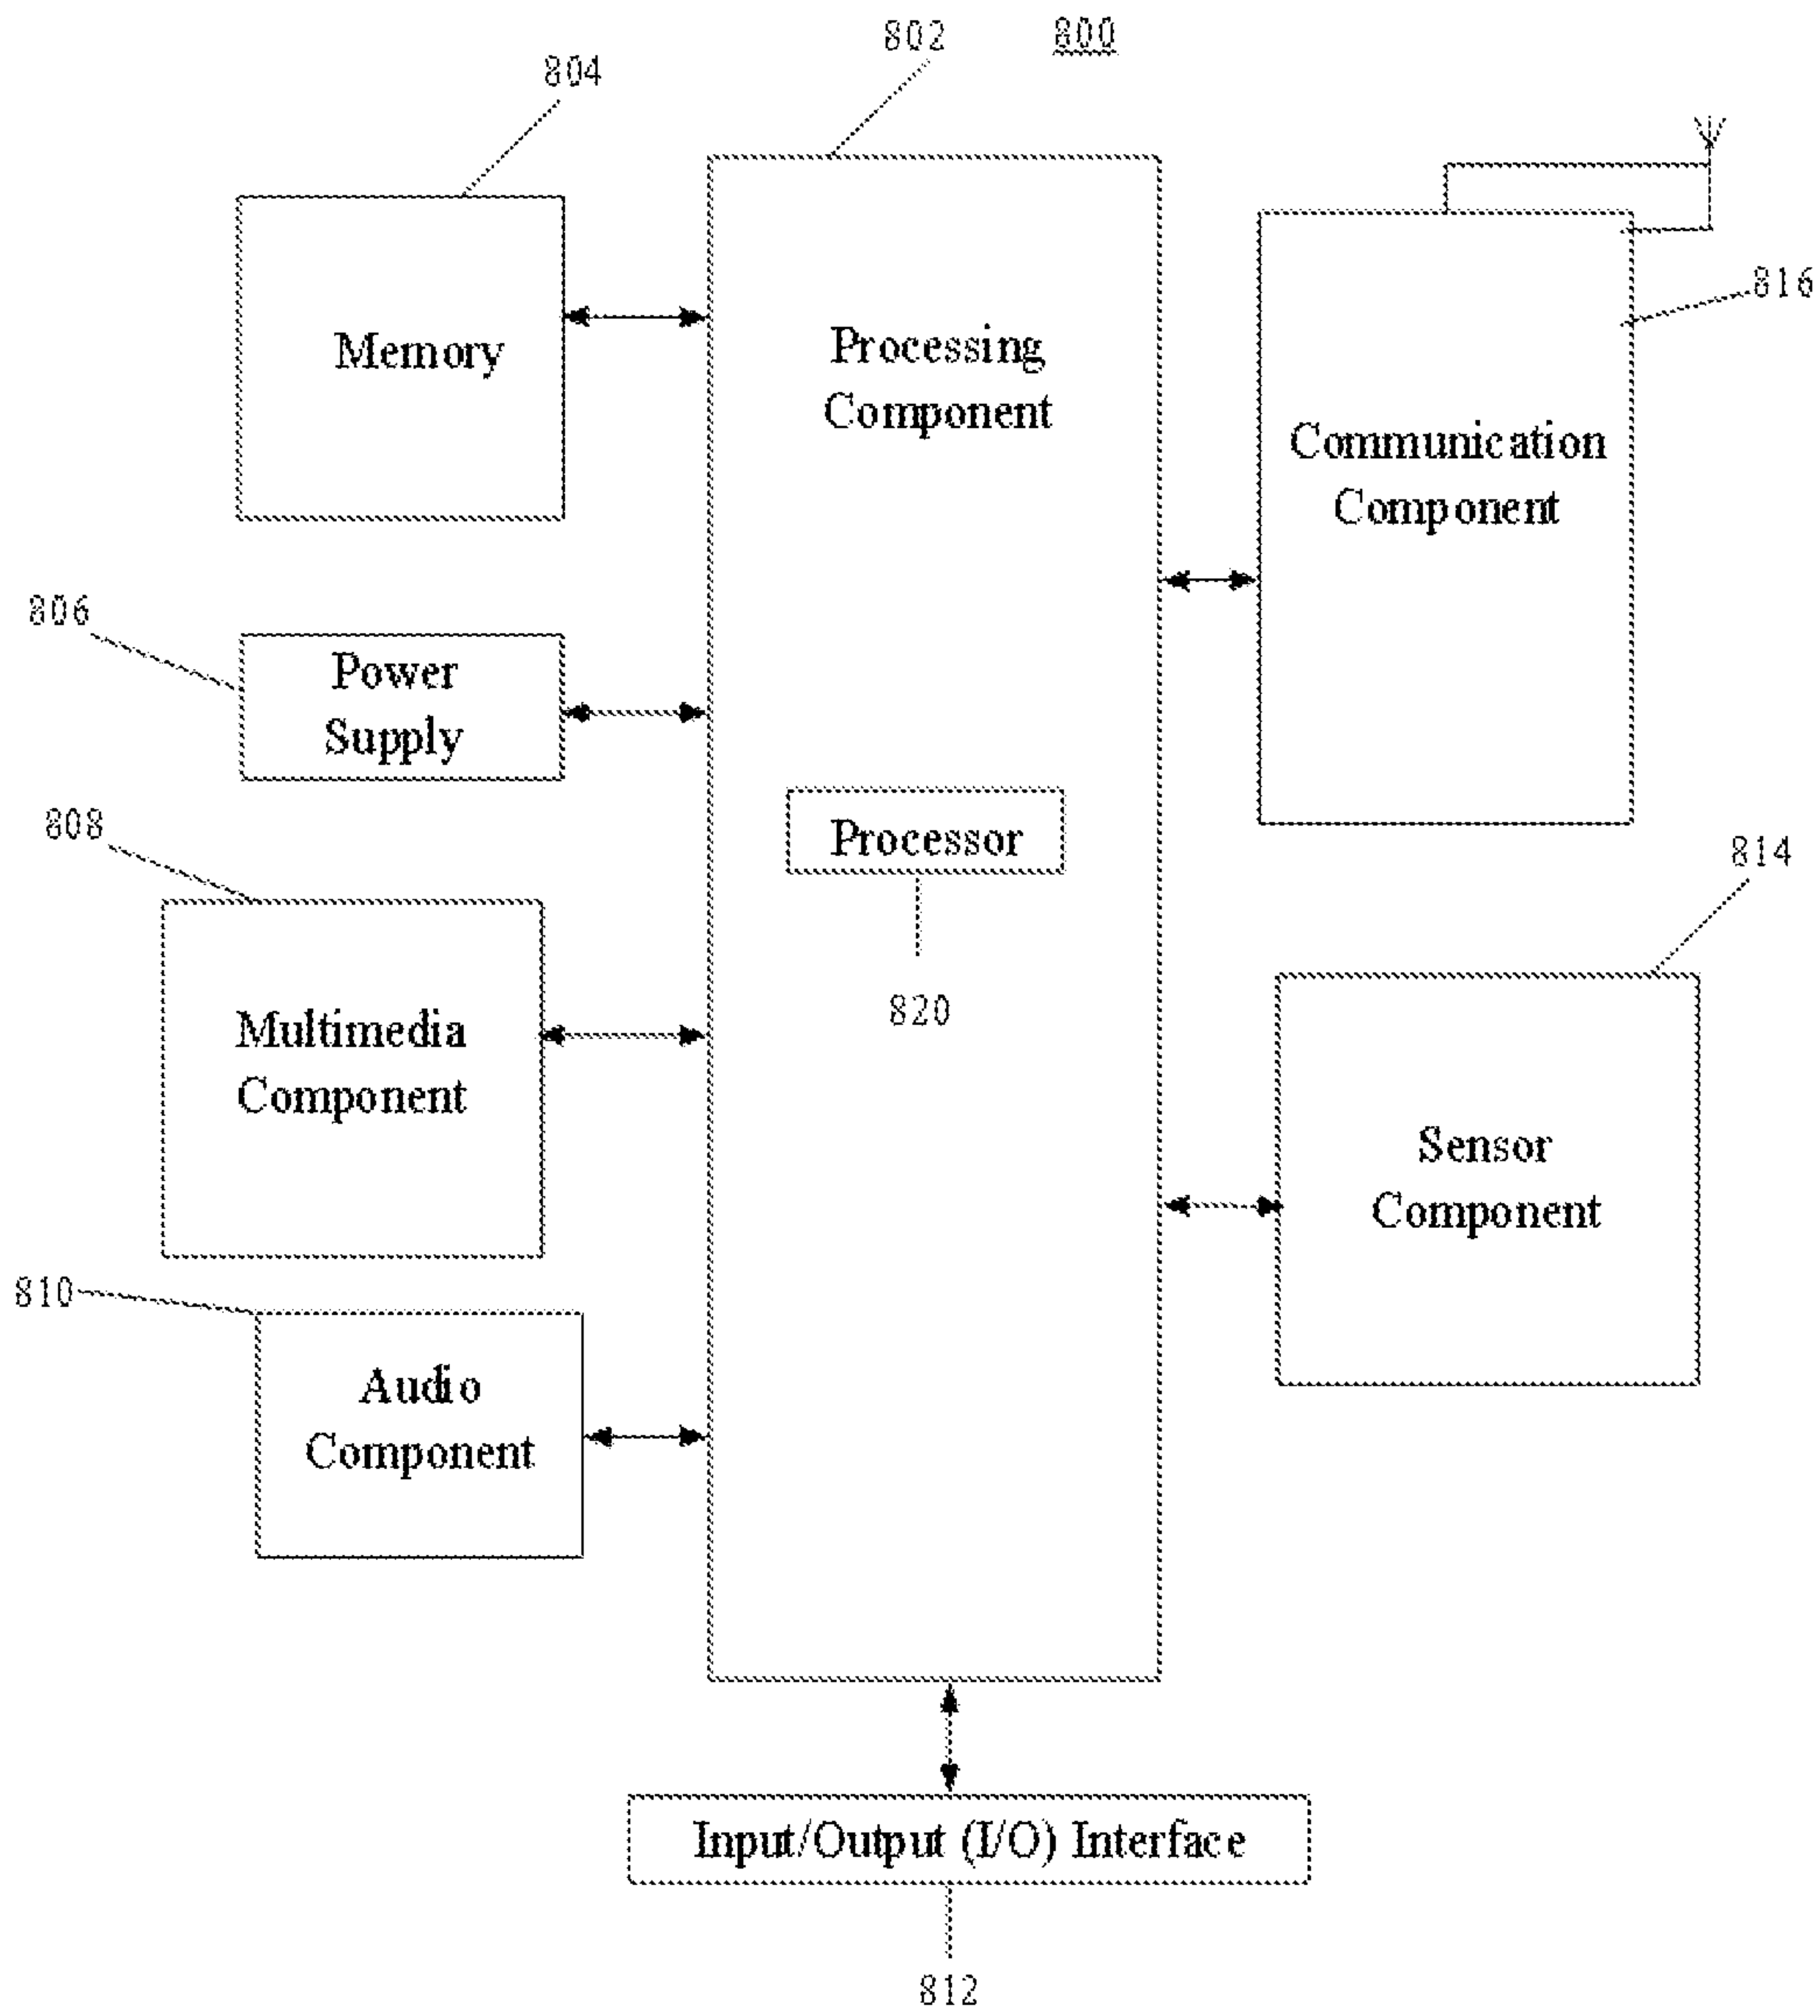 802
800
804
816
Memory
Processing
Component
Communication
Component
806
Power
Supply
808
Processor
814
820
Multimedia
Component
Sensor
Component
810
Audio
Component
Input/Output (I/O) Interface
812